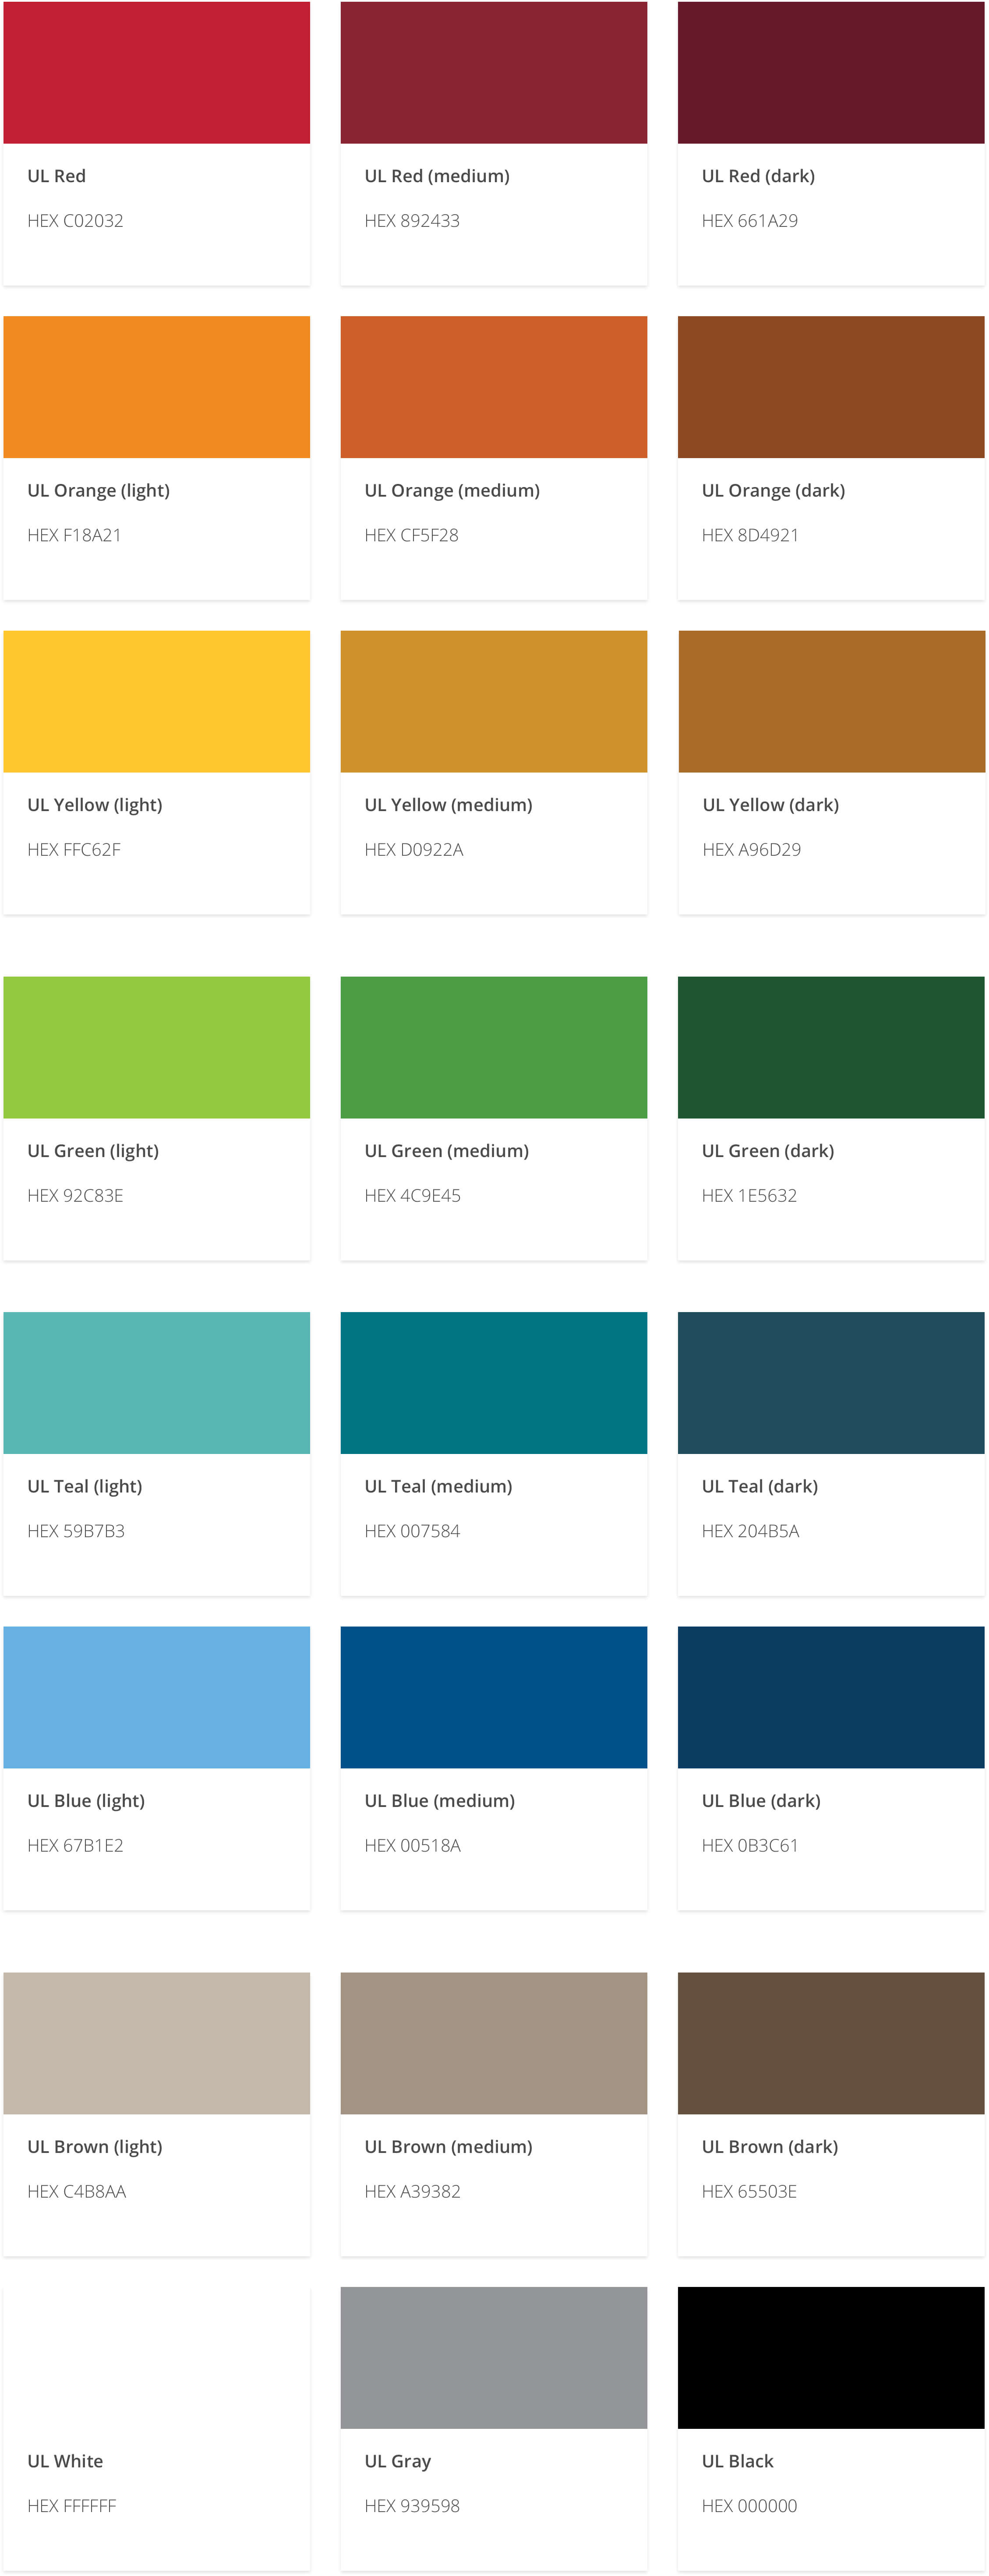 UL Red
HEX C02032
UL Red (medium)
HEX 892433
UL Red (dark)
HEX 661A29
UL Orange (light)
HEX F18A21
UL Orange (medium)
HEX CF5F28
UL Orange (dark)
HEX 8D4921
UL Yellow (light)
HEX FFC62F
UL Yellow (medium)
HEX D0922A
UL Yellow (dark)
HEX A96D29
UL Green (light)
HEX 92C83E
UL Green (medium)
HEX 4C9E45
UL Green (dark)
HEX 1E5632
UL Teal (light)
HEX 59B7B3
UL Teal (medium)
HEX 007584
UL Teal (dark)
HEX 204B5A
UL Blue (light)
HEX 67B1E2
UL Blue (medium)
HEX 00518A
UL Blue (dark)
HEX 0B3C61
UL Brown (light)
HEX C4B8AA
UL Brown (medium)
HEX A39382
UL Brown (dark)
HEX 65503E
UL White
HEX FFFFFF
UL Gray
HEX 939598
UL Black
HEX 000000